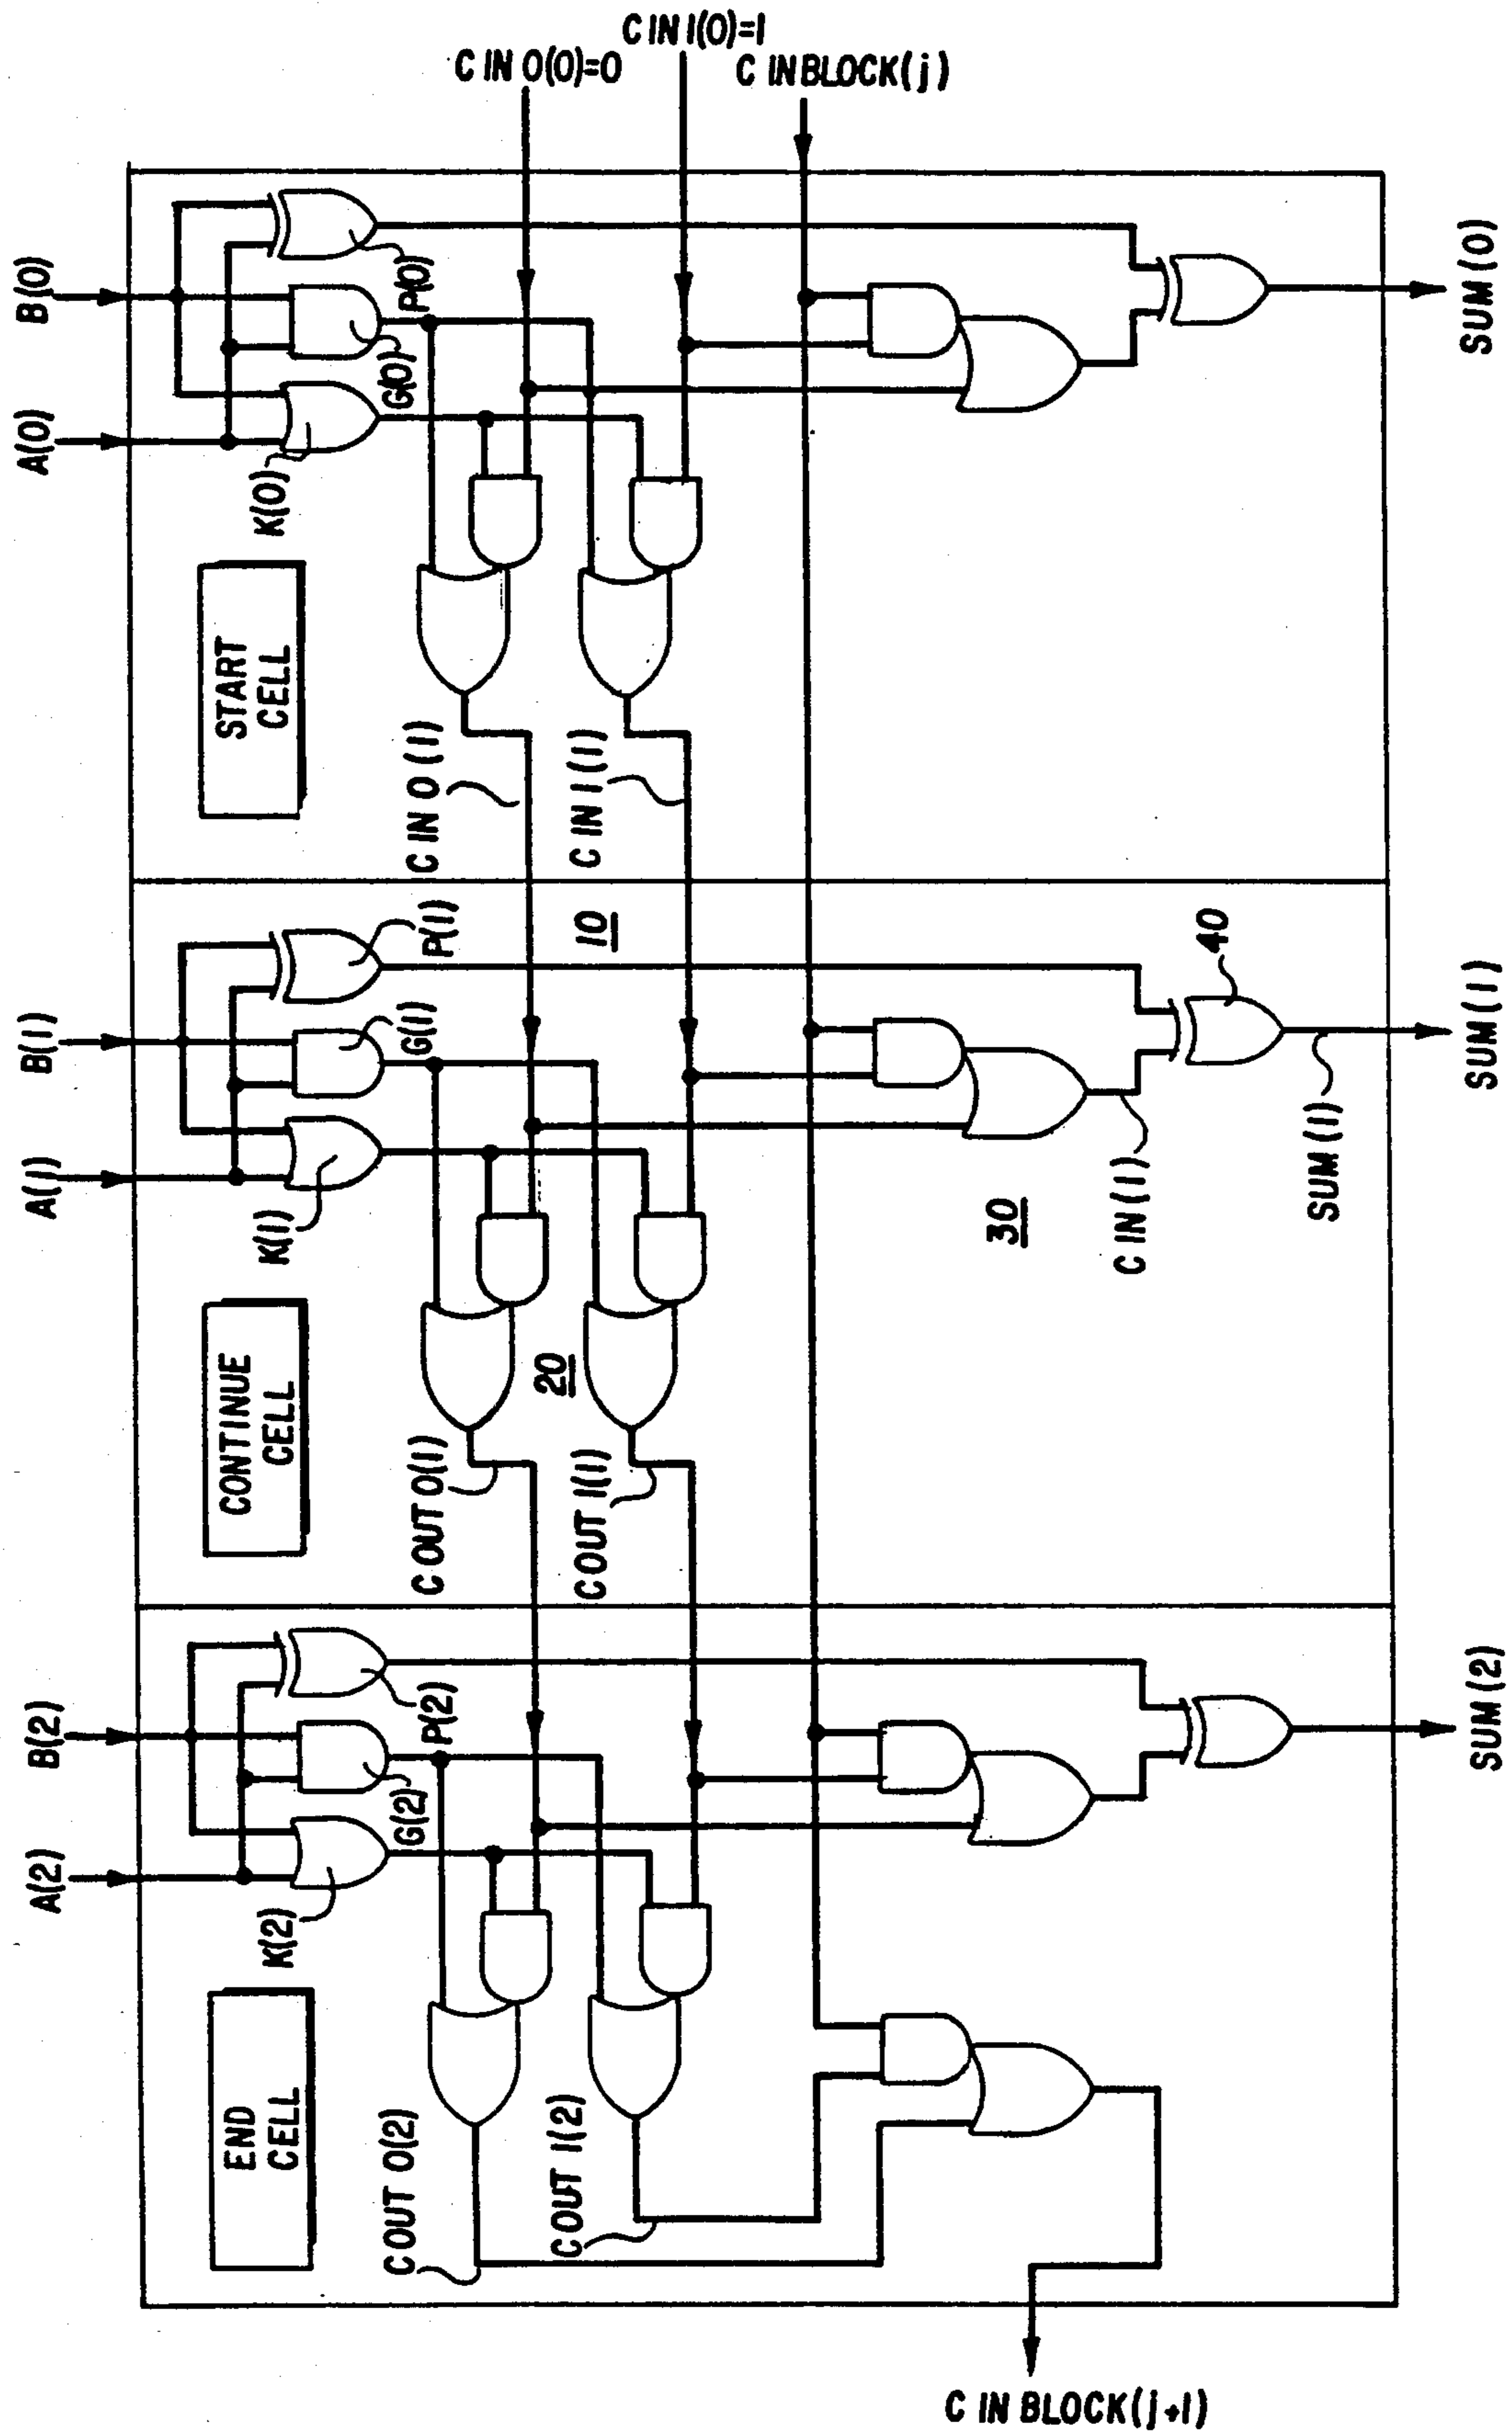 C IN 1(0)=1
C IN 0(0)=0
C INBLOCK(j)
B(0)
A(0)
P(0)
G(0)
K(0)
START
CELL
SUM(0)
C IN 0(1)
C IN 1(1)
B(1)
A(1)
P(1)
G(1)
K(1)
10
20
30
40
CONTINUE
CELL
C IN(1)
SUM(1)
SUM(1)
C OUT 0(1)
C OUT 1(1)
B(2)
A(2)
P(2)
G(2)
K(2)
END
CELL
SUM(2)
C OUT 0(2)
C OUT 1(2)
C IN BLOCK(j+1)